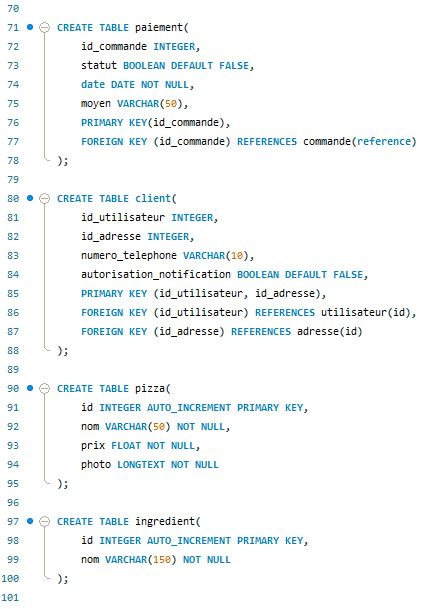 70
71 CREATE TABLE paiement(
72 id_commande INTEGER,
73 statut BOOLEAN DEFAULT FALSE,
74 date DATE NOT NULL,
75 moyen VARCHAR(50),
76 PRIMARY KEY(id_commande),
77 FOREIGN KEY (id_commande) REFERENCES commande(reference)
78 );
79
80 CREATE TABLE client(
81 id_utilisateur INTEGER,
82 id_adresse INTEGER,
83 numero_telephone VARCHAR(10),
84 autorisation_notification BOOLEAN DEFAULT FALSE,
85 PRIMARY KEY (id_utilisateur, id_adresse),
86 FOREIGN KEY (id_utilisateur) REFERENCES utilisateur(id),
87 FOREIGN KEY (id_adresse) REFERENCES adresse(id)
88 );
89
90 CREATE TABLE pizza(
91 id INTEGER AUTO_INCREMENT PRIMARY KEY,
92 nom VARCHAR(50) NOT NULL,
93 prix FLOAT NOT NULL,
94 photo LONGTEXT NOT NULL
95 );
96
97 CREATE TABLE ingredient(
98 id INTEGER AUTO_INCREMENT PRIMARY KEY,
99 nom VARCHAR(150) NOT NULL
100 );
101